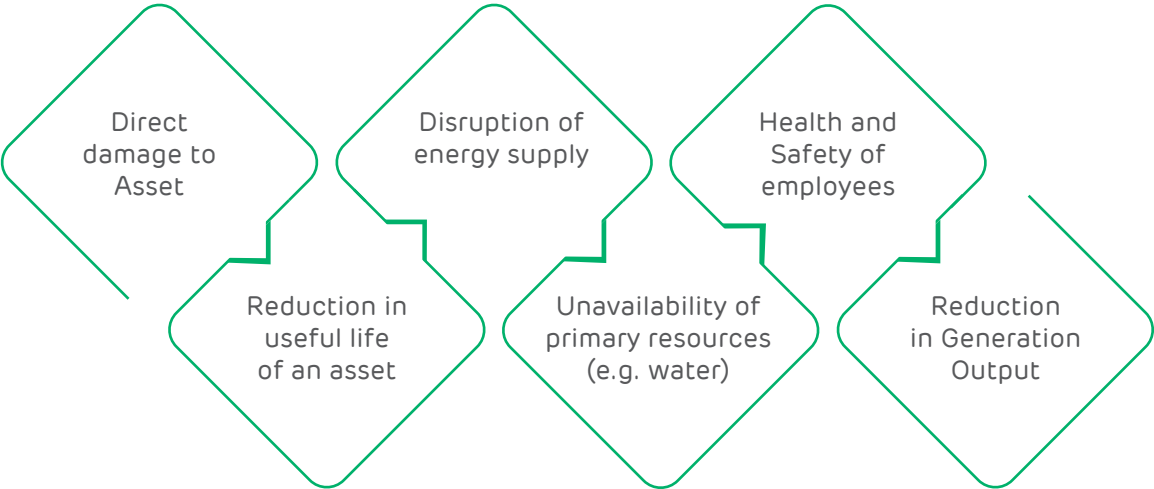 Direct
damage to
Asset
Disruption of
energy supply
Health and
Safety of
employees
Reduction in
useful life
of an asset
Unavailability of
primary resources
(e.g. water)
Reduction
in Generation
Output